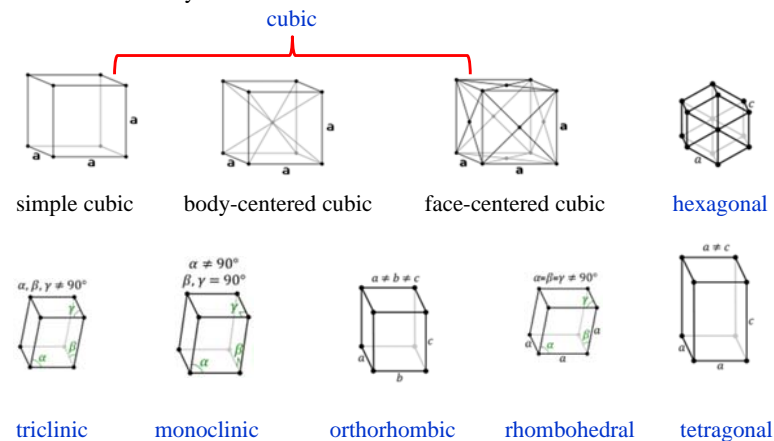 cubic
a a a
a a a
a a a
a c
simple cubic body-centered cubic face-centered cubic hexagonal
α, β, γ ≠ 90°
α ≠ 90°
β, γ = 90°
a ≠ b ≠ c
α=β=γ ≠ 90°
a ≠ c
γ α β
γ α β
a b c
γ α β a a
a a c
triclinic monoclinic orthorhombic rhombohedral tetragonal